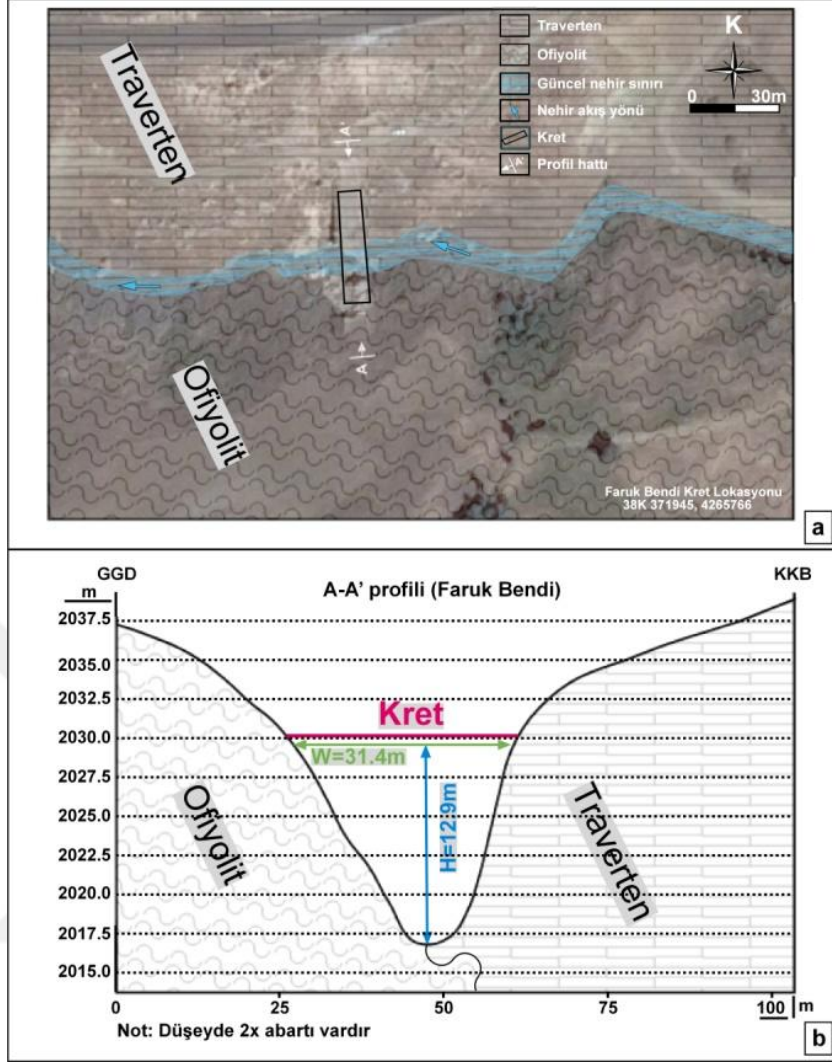 Traverten
Ofiyolit
Güncel nehir sınırı
Nehir akış yönü
Kret
A' Profil hattı
K
0 30m
Traverten
A'
A
Ofiyolit
Faruk Bendi Kret Lokasyonu
38K 371945, 4265766
a
GGD
KKB
m
A-A' profili (Faruk Bendi)
2037.5
2035.0
2032.5
2030.0
2027.5
2025.0
2022.5
2020.0
2017.5
2015.0
Kret
W=31.4m
H=12.9m
Ofiyolit
Traverten
0 25 50 75 100 m
Not: Düşeyde 2x abartı vardır
b